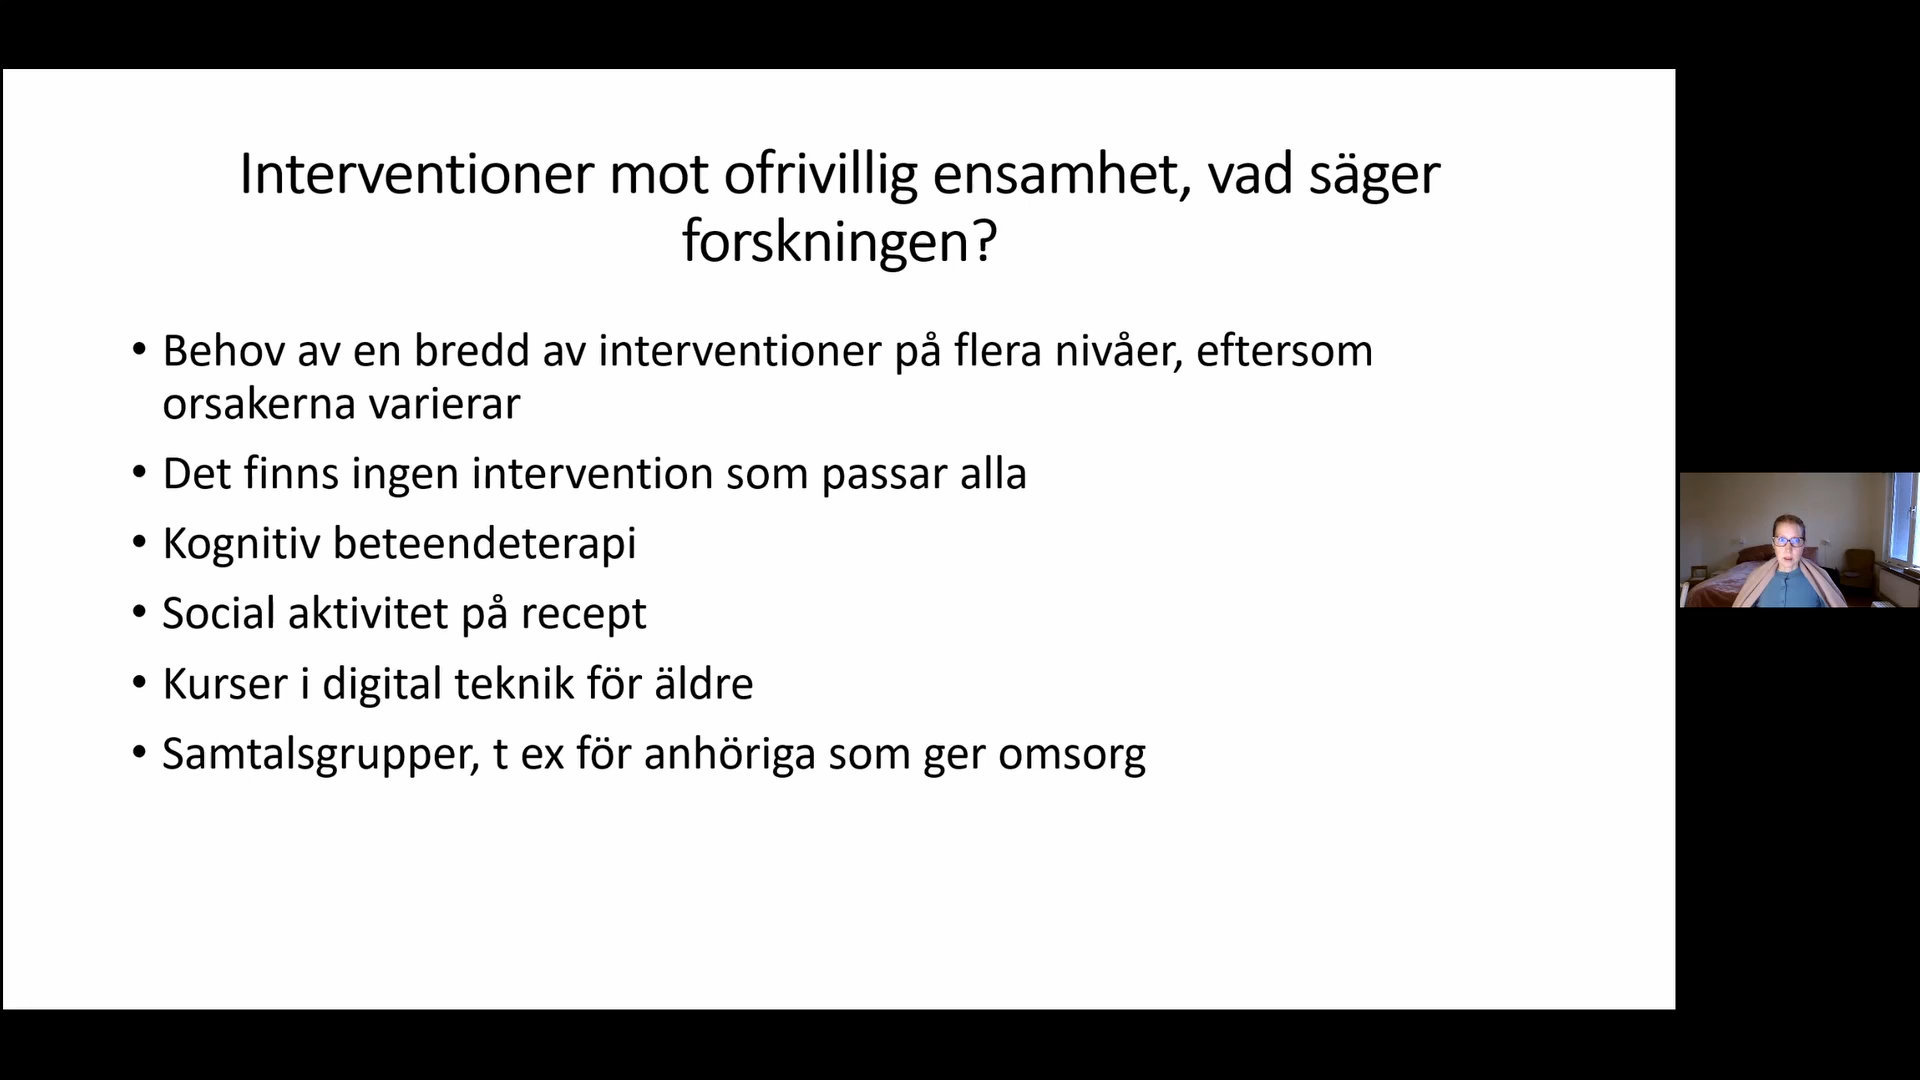 Interventioner mot ofrivillig ensamhet, vad säger
forskningen?
• Behov av en bredd av interventioner på flera nivåer, eftersom
orsakerna varierar
• Det finns ingen intervention som passar alla
• Kognitiv beteendeterapi
• Social aktivitet på recept
• Kurser i digital teknik för äldre
• Samtalsgrupper, t ex för anhöriga som ger omsorg